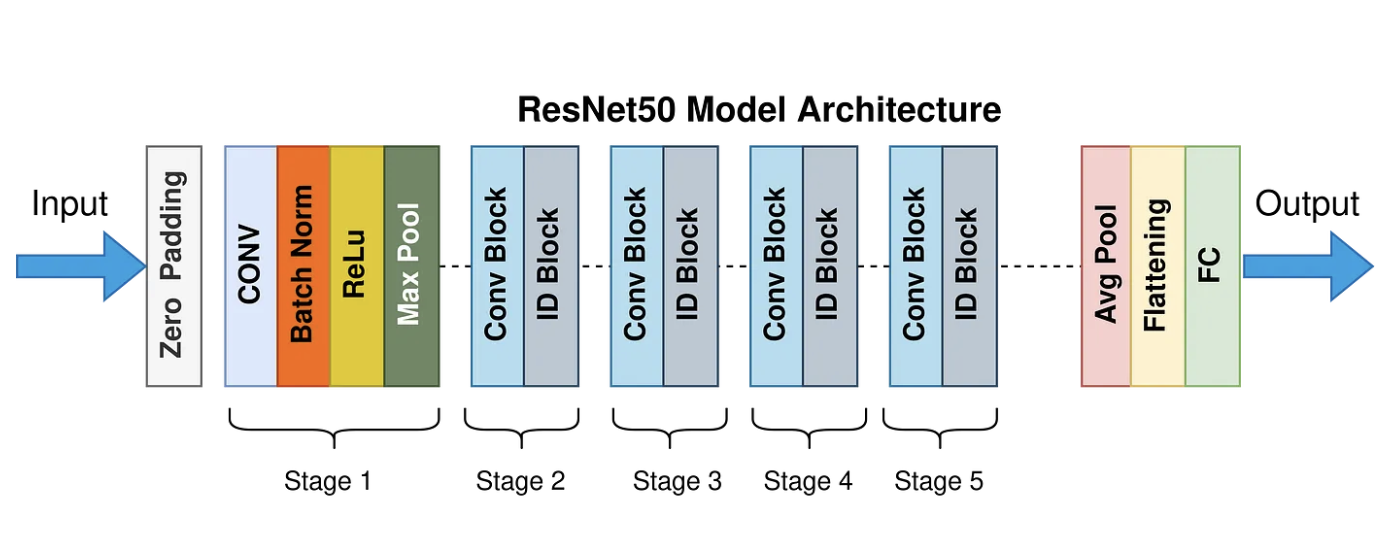 ResNet50 Model Architecture
Input
Zero Padding
CONV
Batch Norm
ReLu
Max Pool
Conv Block
ID Block
Conv Block
ID Block
Conv Block
ID Block
Conv Block
ID Block
Avg Pool
Flattening
FC
Output
Stage 1
Stage 2
Stage 3
Stage 4
Stage 5